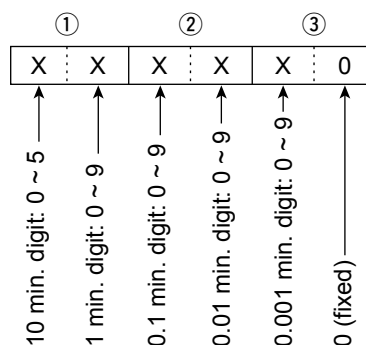 ① ② ③
X X X X X 0
10 min. digit: 0 ~ 5
1 min. digit: 0 ~ 9
0.1 min. digit: 0 ~ 9
0.01 min. digit: 0 ~ 9
0.001 min. digit: 0 ~ 9
0 (fixed)